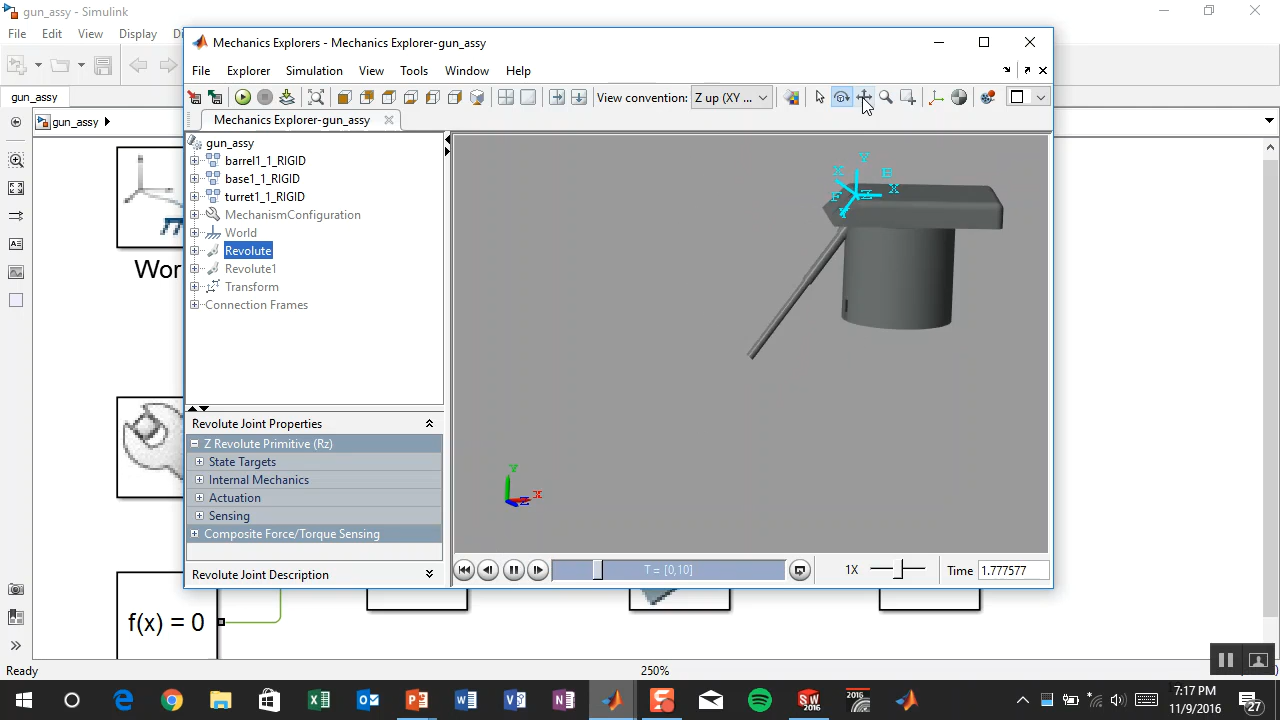 gun_assy - Simulink
File Edit View Display
gun_assy
gun_assy
Mechanics Explorers - Mechanics Explorer-gun_assy
File Explorer Simulation View Tools Window Help
View convention: Z up (XY ...
Mechanics Explorer-gun_assy
gun_assy
barrel1_1_RIGID
base1_1_RIGID
turret1_1_RIGID
MechanismConfiguration
World
Revolute
Revolute1
Transform
Connection Frames
Revolute Joint Properties
Z Revolute Primitive (Rz)
State Targets
Internal Mechanics
Actuation
Sensing
Composite Force/Torque Sensing
Revolute Joint Description
Y
X B
F Z X
Y
Y
X
Z
T = [0,10]
1X
Time 1.777577
Wor
f(x) = 0
Ready
250%
7:17 PM
11/9/2016
27